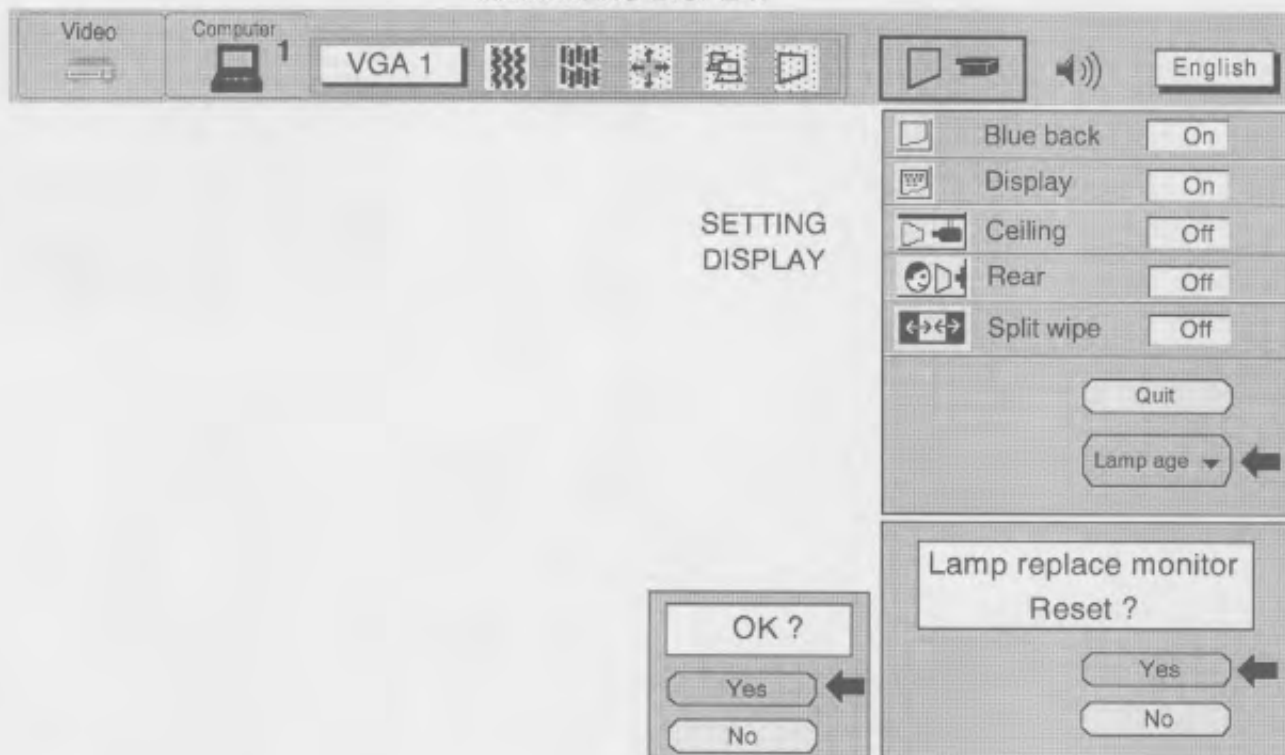 Video
Computer
1
VGA 1
English
Blue back On
Display On
Ceiling Off
Rear Off
Split wipe Off
SETTING
DISPLAY
Quit
Lamp age
Lamp replace monitor
Reset ?
Yes
No
OK ?
Yes
No